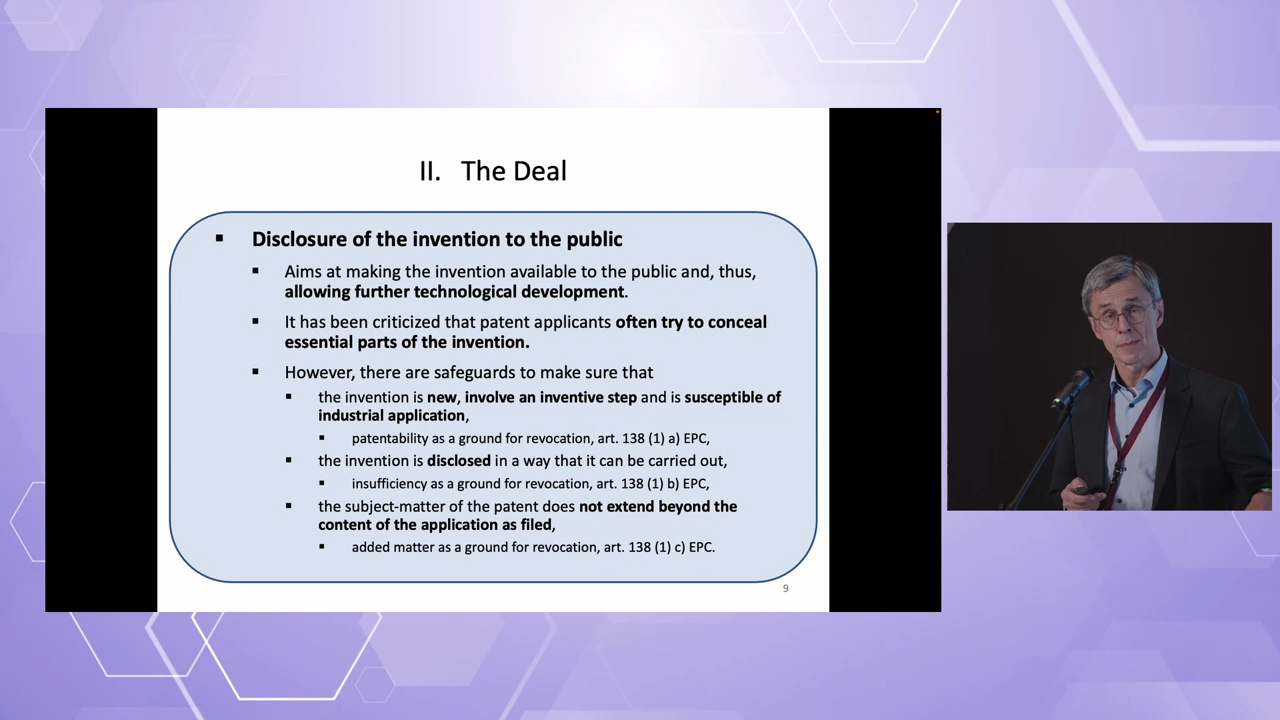 II. The Deal
▪ Disclosure of the invention to the public
▪ Aims at making the invention available to the public and, thus,
allowing further technological development.
▪ It has been criticized that patent applicants often try to conceal
essential parts of the invention.
▪ However, there are safeguards to make sure that
▪ the invention is new, involve an inventive step and is susceptible of
industrial application,
▪ patentability as a ground for revocation, art. 138 (1) a) EPC,
▪ the invention is disclosed in a way that it can be carried out,
▪ insufficiency as a ground for revocation, art. 138 (1) b) EPC,
▪ the subject-matter of the patent does not extend beyond the
content of the application as filed,
▪ added matter as a ground for revocation, art. 138 (1) c) EPC.
9